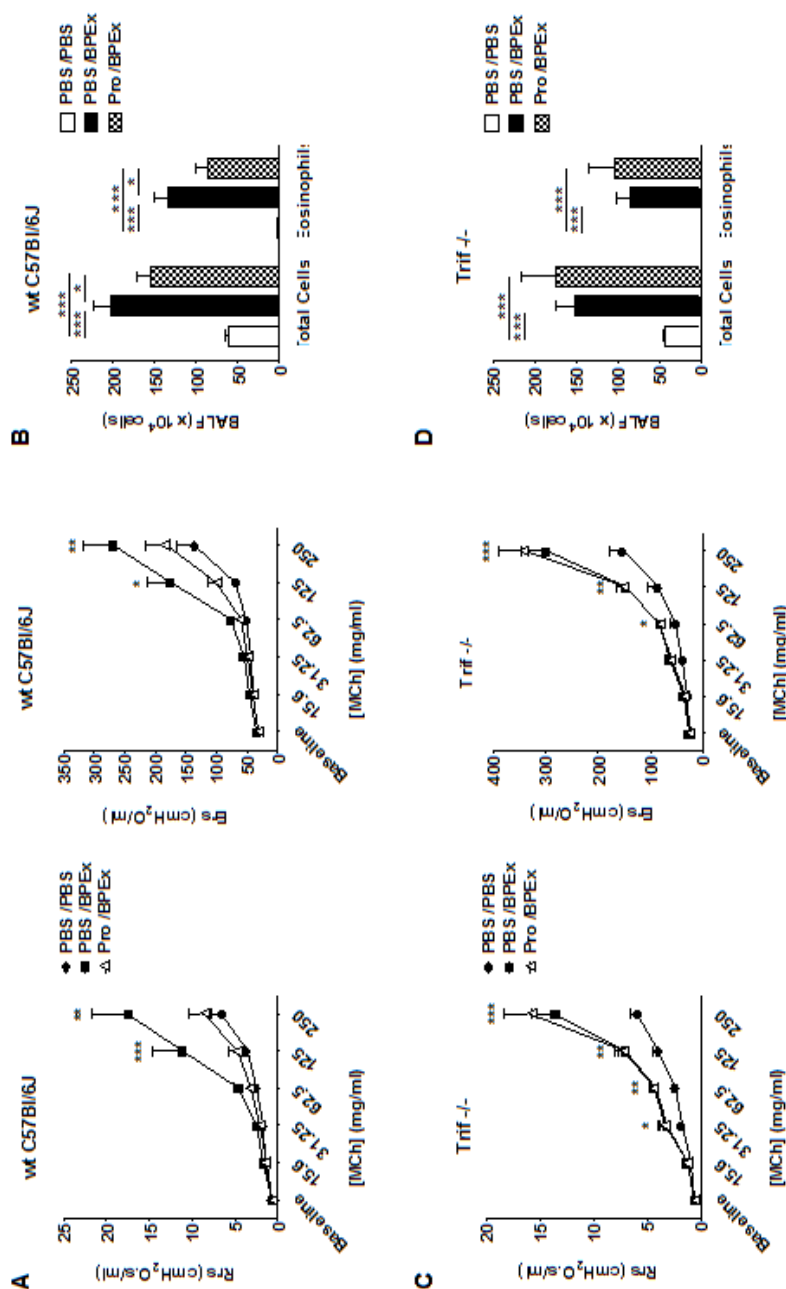 A
wt C57Bl/6J
Rrs (cmH2O.s/ml)
25
20
15
10
5
0
**
***
Baseline
15.6
31.25
62.5
125
250
[MCh] (mg/ml)
PBS /PBS
PBS /BPEx
Pro /BPEx
wt C57Bl/6J
Ers (cmH2O/ml)
350
300
250
200
150
100
50
0
**
*
Baseline
15.6
31.25
62.5
125
250
[MCh] (mg/ml)
B
wt C57Bl/6J
BALF (x 10^4 cells)
250
200
150
100
50
0
***
*** *
***
*** *
Total Cells
Eosinophils
PBS /PBS
PBS /BPEx
Pro /BPEx
C
Trif -/-
Rrs (cmH2O.s/ml)
20
15
10
5
0
***
**
**
*
Baseline
15.6
31.25
62.5
125
250
[MCh] (mg/ml)
PBS /PBS
PBS /BPEx
Pro /BPEx
Trif -/-
Ers (cmH2O/ml)
400
300
200
100
0
***
**
*
Baseline
15.6
31.25
62.5
125
250
[MCh] (mg/ml)
D
Trif -/-
BALF (x 10^4 cells)
250
200
150
100
50
0
***
***
***
***
Total Cells
Eosinophils
PBS /PBS
PBS /BPEx
Pro /BPEx